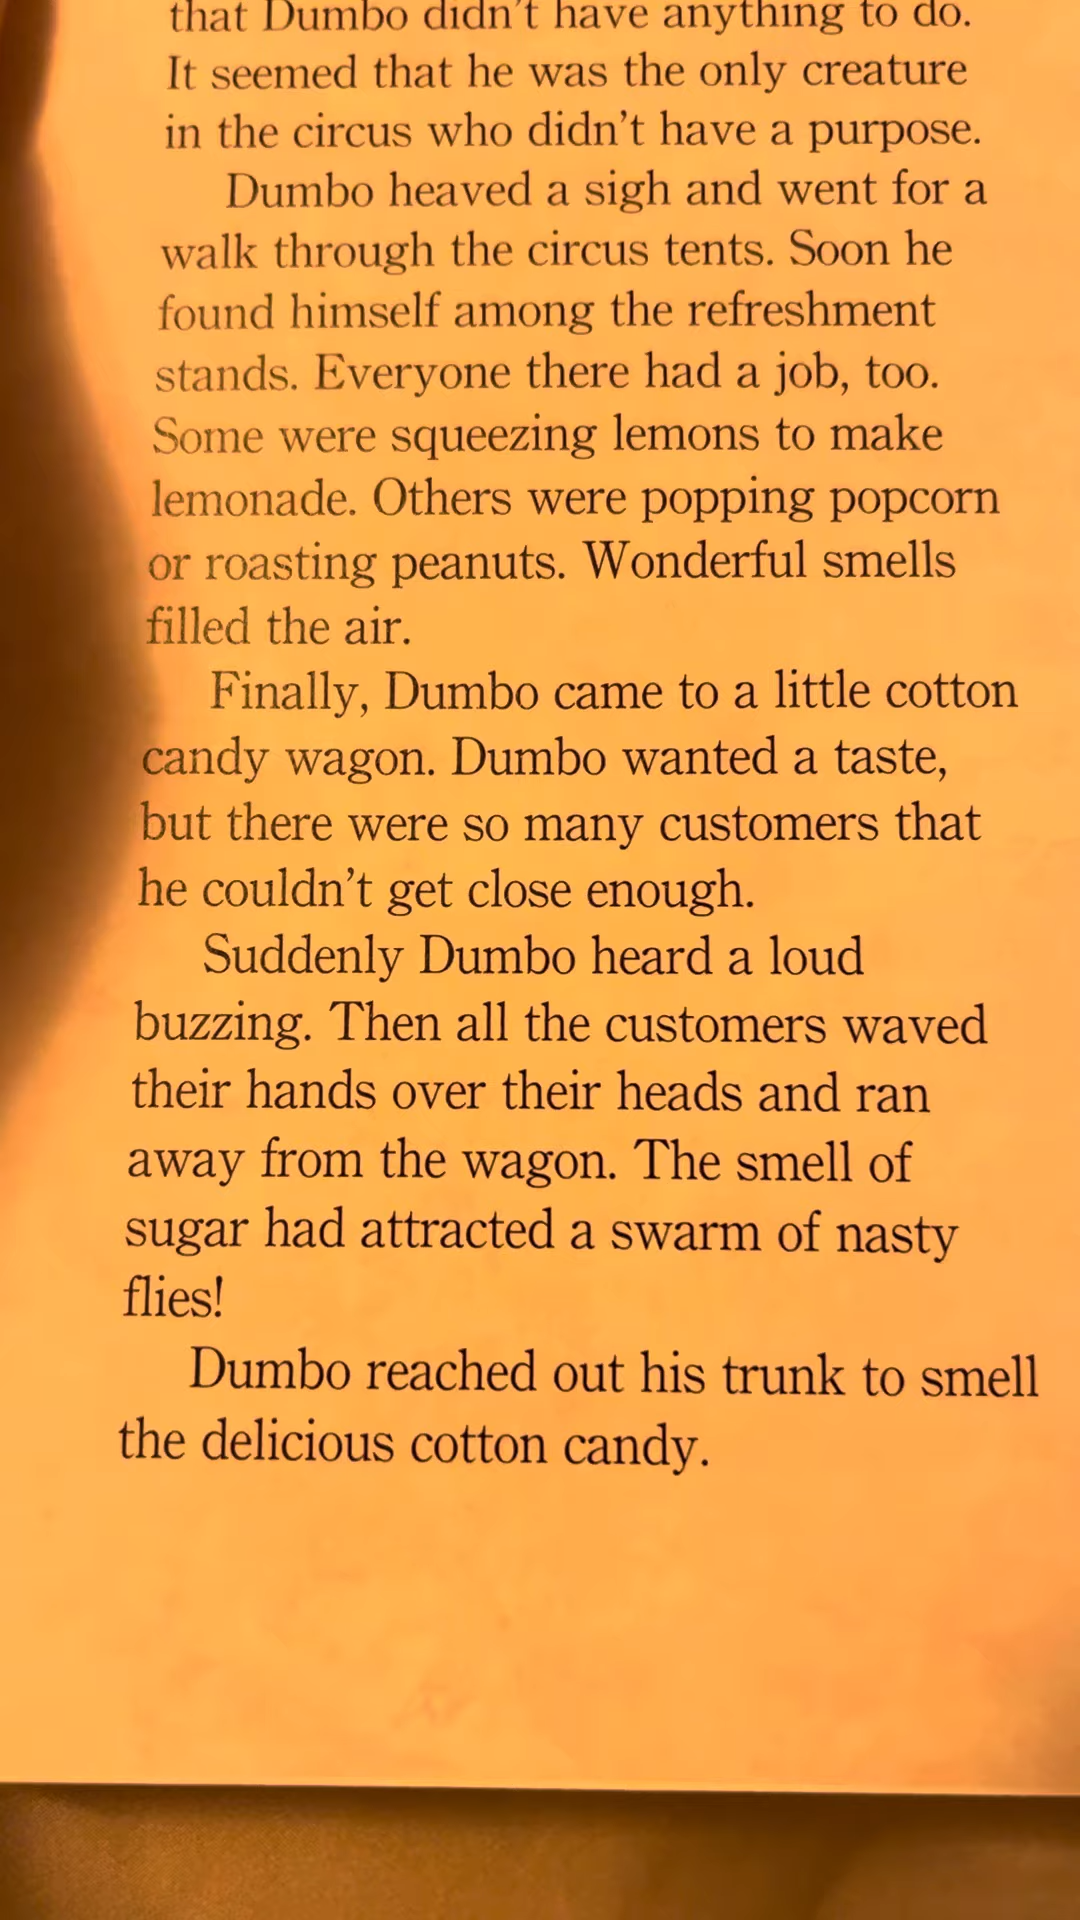 that Dumbo didn't have anything to do.
It seemed that he was the only creature
in the circus who didn't have a purpose.
Dumbo heaved a sigh and went for a
walk through the circus tents. Soon he
found himself among the refreshment
stands. Everyone there had a job, too.
Some were squeezing lemons to make
lemonade. Others were popping popcorn
or roasting peanuts. Wonderful smells
filled the air.
Finally, Dumbo came to a little cotton
candy wagon. Dumbo wanted a taste,
but there were so many customers that
he couldn't get close enough.
Suddenly Dumbo heard a loud
buzzing. Then all the customers waved
their hands over their heads and ran
away from the wagon. The smell of
sugar had attracted a swarm of nasty
flies!
Dumbo reached out his trunk to smell
the delicious cotton candy.